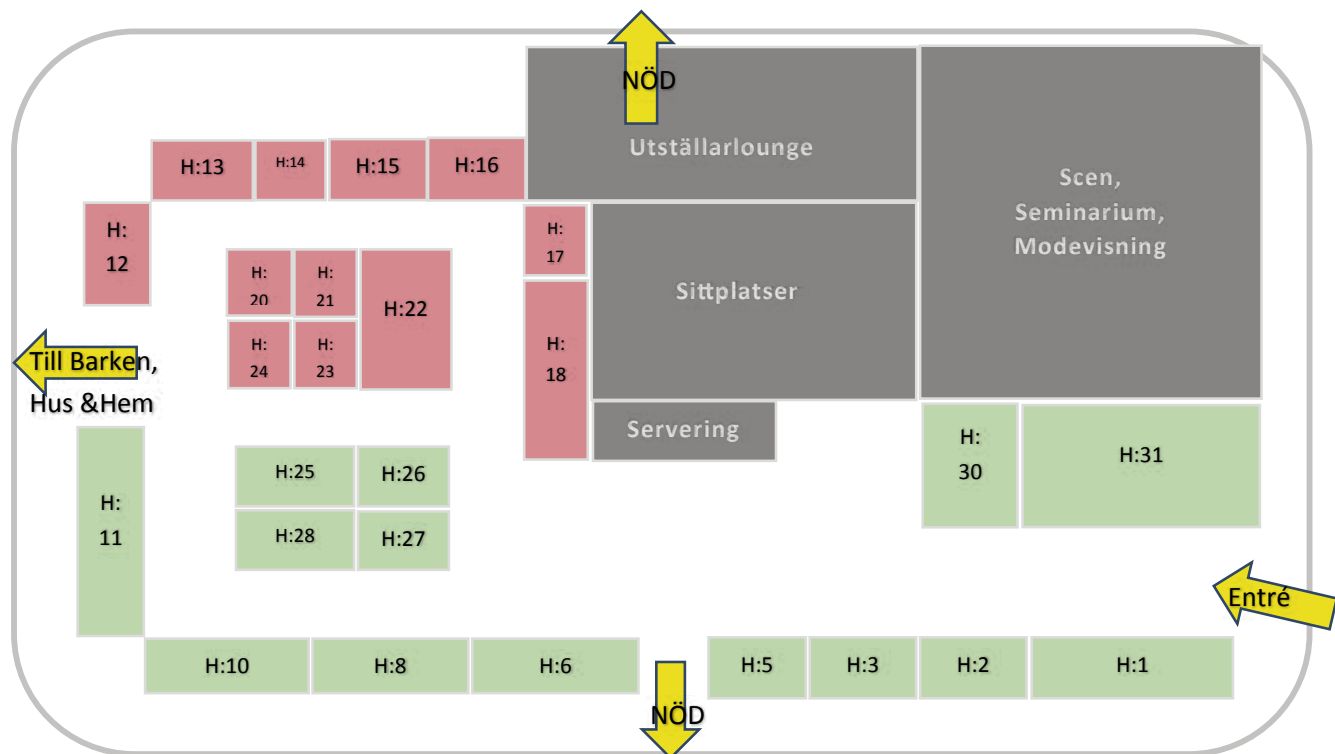 NÖD
Utställarlounge
Scen,
Seminarium,
Modevisning
H:13
H:14
H:15
H:16
H:
12
H:
17
Sittplatser
H:
20
H:
21
H:22
H:
24
H:
23
H:
18
Till Barken,
Hus &Hem
Servering
H:
30
H:31
H:
11
H:25
H:26
H:28
H:27
Entré
H:10
H:8
H:6
NÖD
H:5
H:3
H:2
H:1